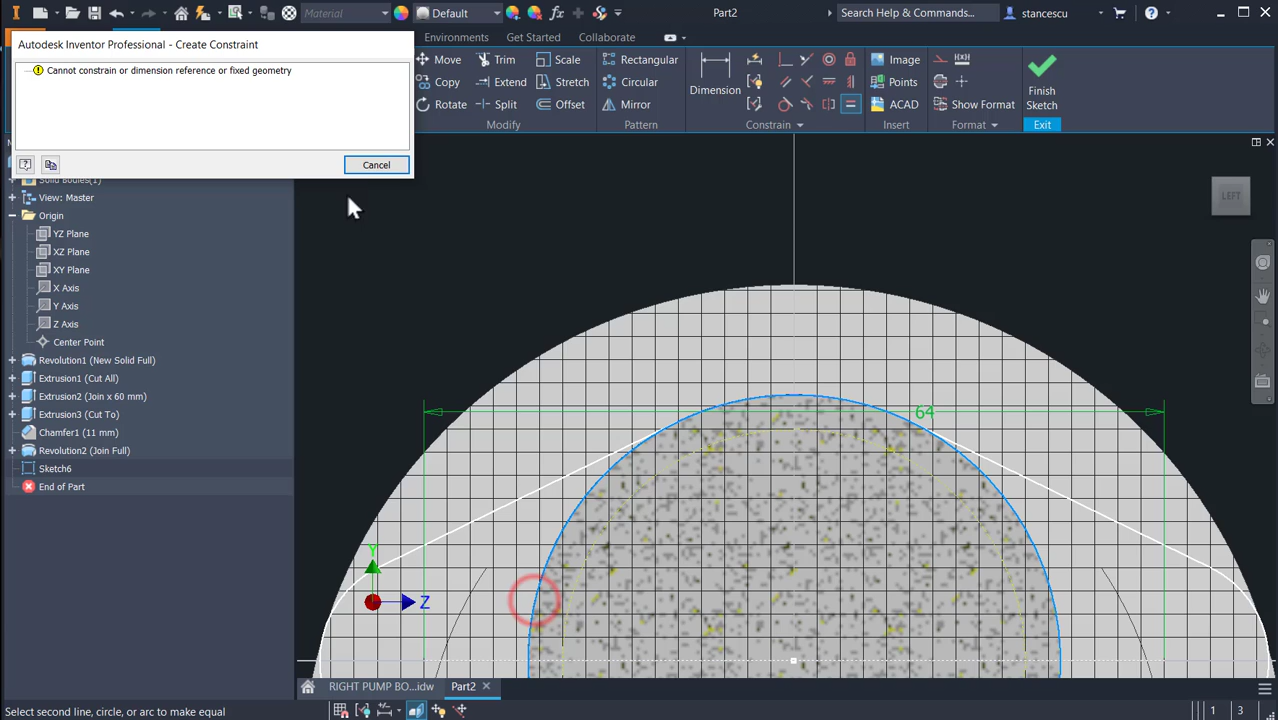 Material
Default
Part2
Search Help & Commands...
stancescu
Autodesk Inventor Professional - Create Constraint
Environments
Get Started
Collaborate
Cannot constrain or dimension reference or fixed geometry
Move
Trim
Scale
Rectangular
Image
Copy
Extend
Stretch
Circular
Dimension
Points
Finish
Sketch
Rotate
Split
Offset
Mirror
ACAD
Show Format
Modify
Pattern
Constrain
Insert
Format
Exit
Cancel
Solid Bodies(1)
View: Master
LEFT
Origin
YZ Plane
XZ Plane
XY Plane
X Axis
Y Axis
Z Axis
Center Point
Revolution1 (New Solid Full)
Extrusion1 (Cut All)
Extrusion2 (Join x 60 mm)
64
Extrusion3 (Cut To)
Chamfer1 (11 mm)
Revolution2 (Join Full)
Sketch6
End of Part
Y
Z
RIGHT PUMP BO...idw
Part2
Select second line, circle, or arc to make equal
1
3